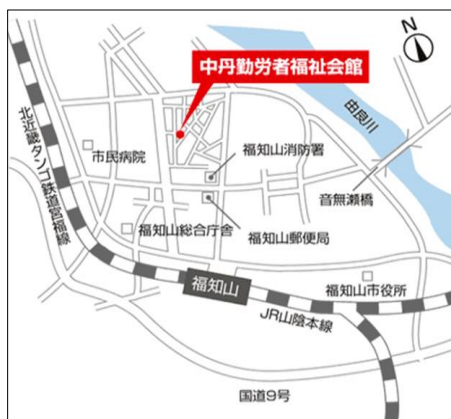 N
中丹勤労者福祉会館
由良川
北近畿タンゴ鉄道宮福線
市民病院
福知山消防署
音無瀬橋
福知山総合庁舎
福知山郵便局
福知山
福知山市役所
JR山陰本線
国道9号